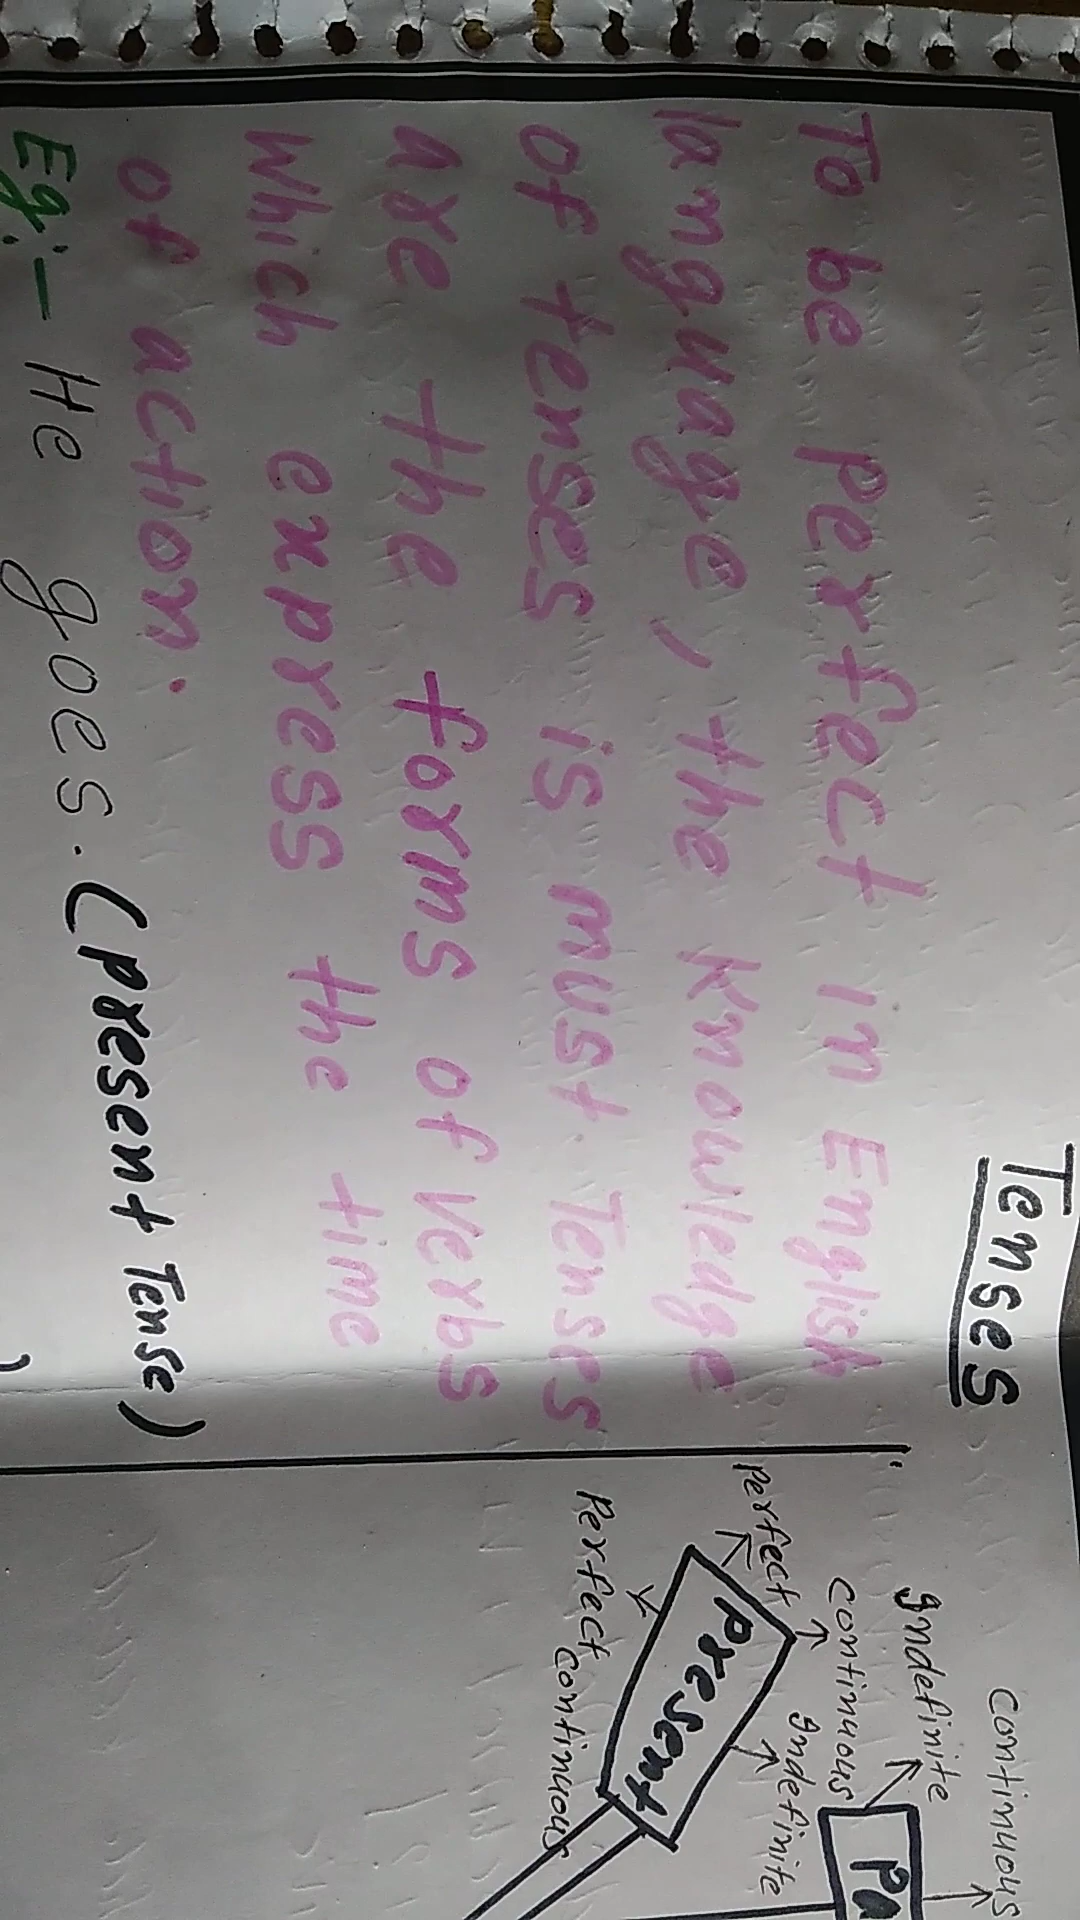 Tenses
To be perfect in English
language, the knowledge
of tenses is must. Tenses
are the forms of verbs
which express the time
of action.
Eg:- He goes. (present Tense)
continuous
Indefinite
continuous
Indefinite
perfect
present
perfect continuous